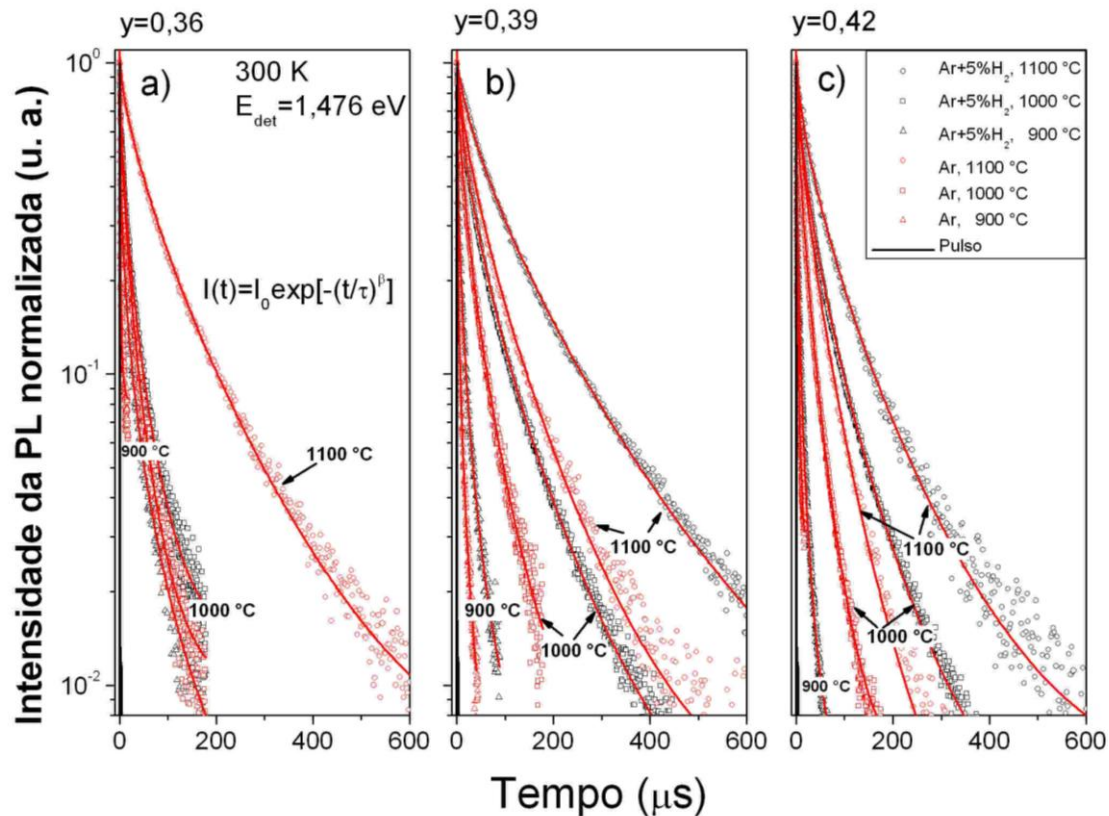 y=0,36
y=0,39
y=0,42
Intensidade da PL normalizada (u. a.)
10⁰
10⁻¹
10⁻²
a)
300 K
E_det=1,476 eV
I(t)=I₀exp[-(t/τ)^β]
1100 °C
900 °C
1000 °C
0 200 400 600
b)
1100 °C
900 °C
1000 °C
0 200 400 600
c)
Ar+5%H₂, 1100 °C
Ar+5%H₂, 1000 °C
Ar+5%H₂, 900 °C
Ar, 1100 °C
Ar, 1000 °C
Ar, 900 °C
Pulso
1100 °C
1000 °C
900 °C
0 200 400 600
Tempo (μs)